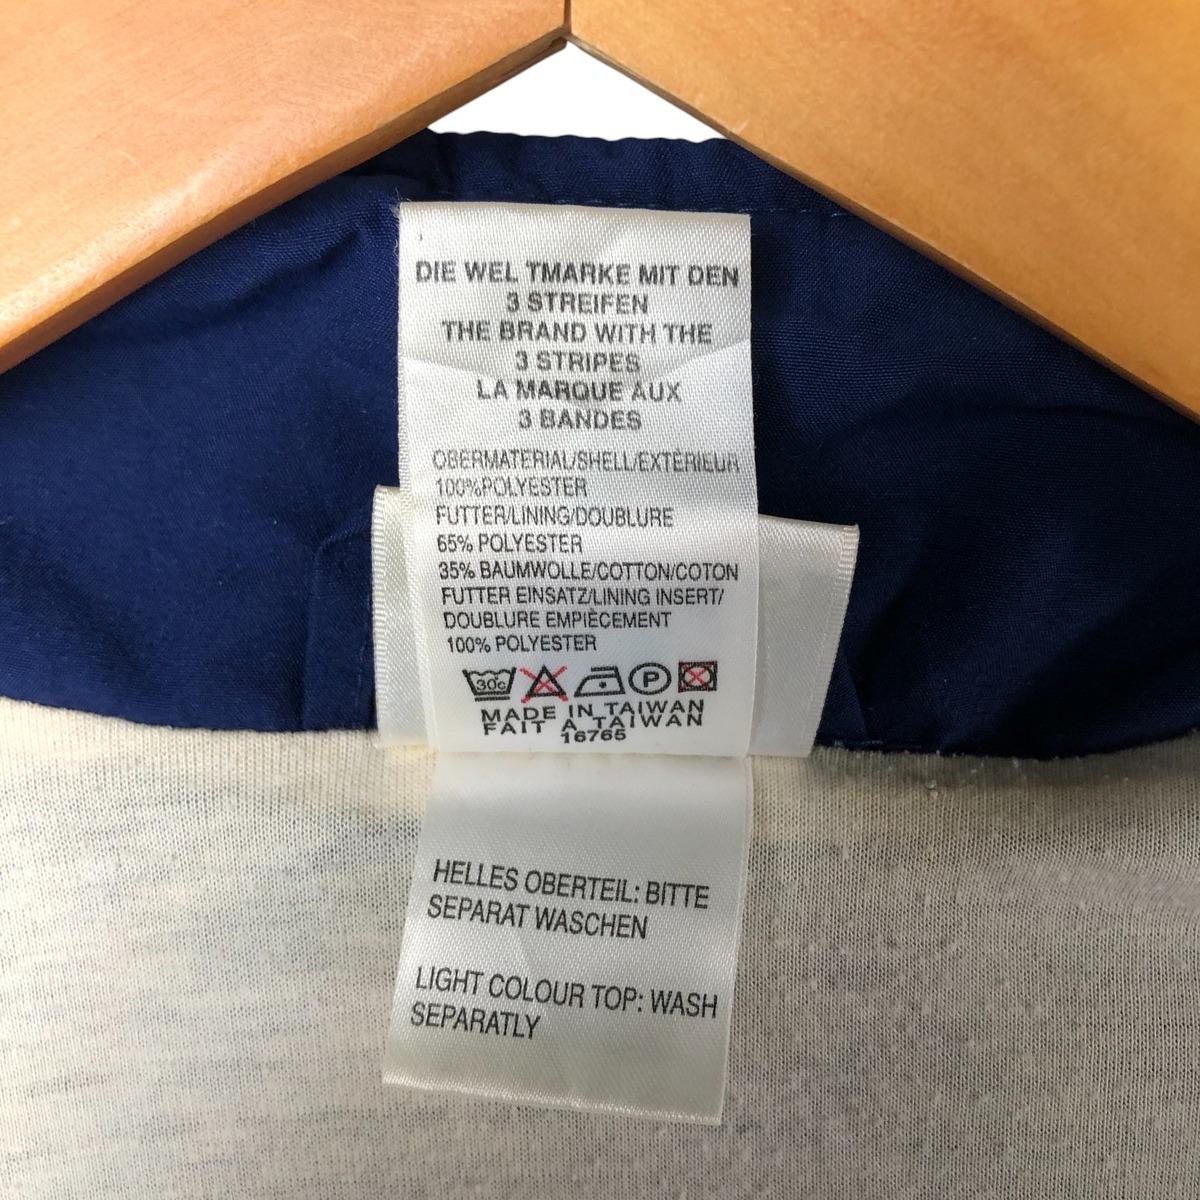 DIE WEL TMARKE MIT DEN
3 STREIFEN
THE BRAND WITH THE
3 STRIPES
LA MARQUE AUX
3 BANDES
OBERMATERIAL/SHELL/EXTERIEUR
100%POLYESTER
FUTTER/LINING/DOUBLURE
65% POLYESTER
35% BAUMWOLLE/COTTON/COTON
FUTTER EINSATZ/LINING INSERT/
DOUBLURE EMPIÈCEMENT
100% POLYESTER
30°c P
MADE IN TAIWAN
FAIT A TAIWAN
16765
HELLES OBERTEIL: BITTE
SEPARAT WASCHEN
LIGHT COLOUR TOP: WASH
SEPARATLY